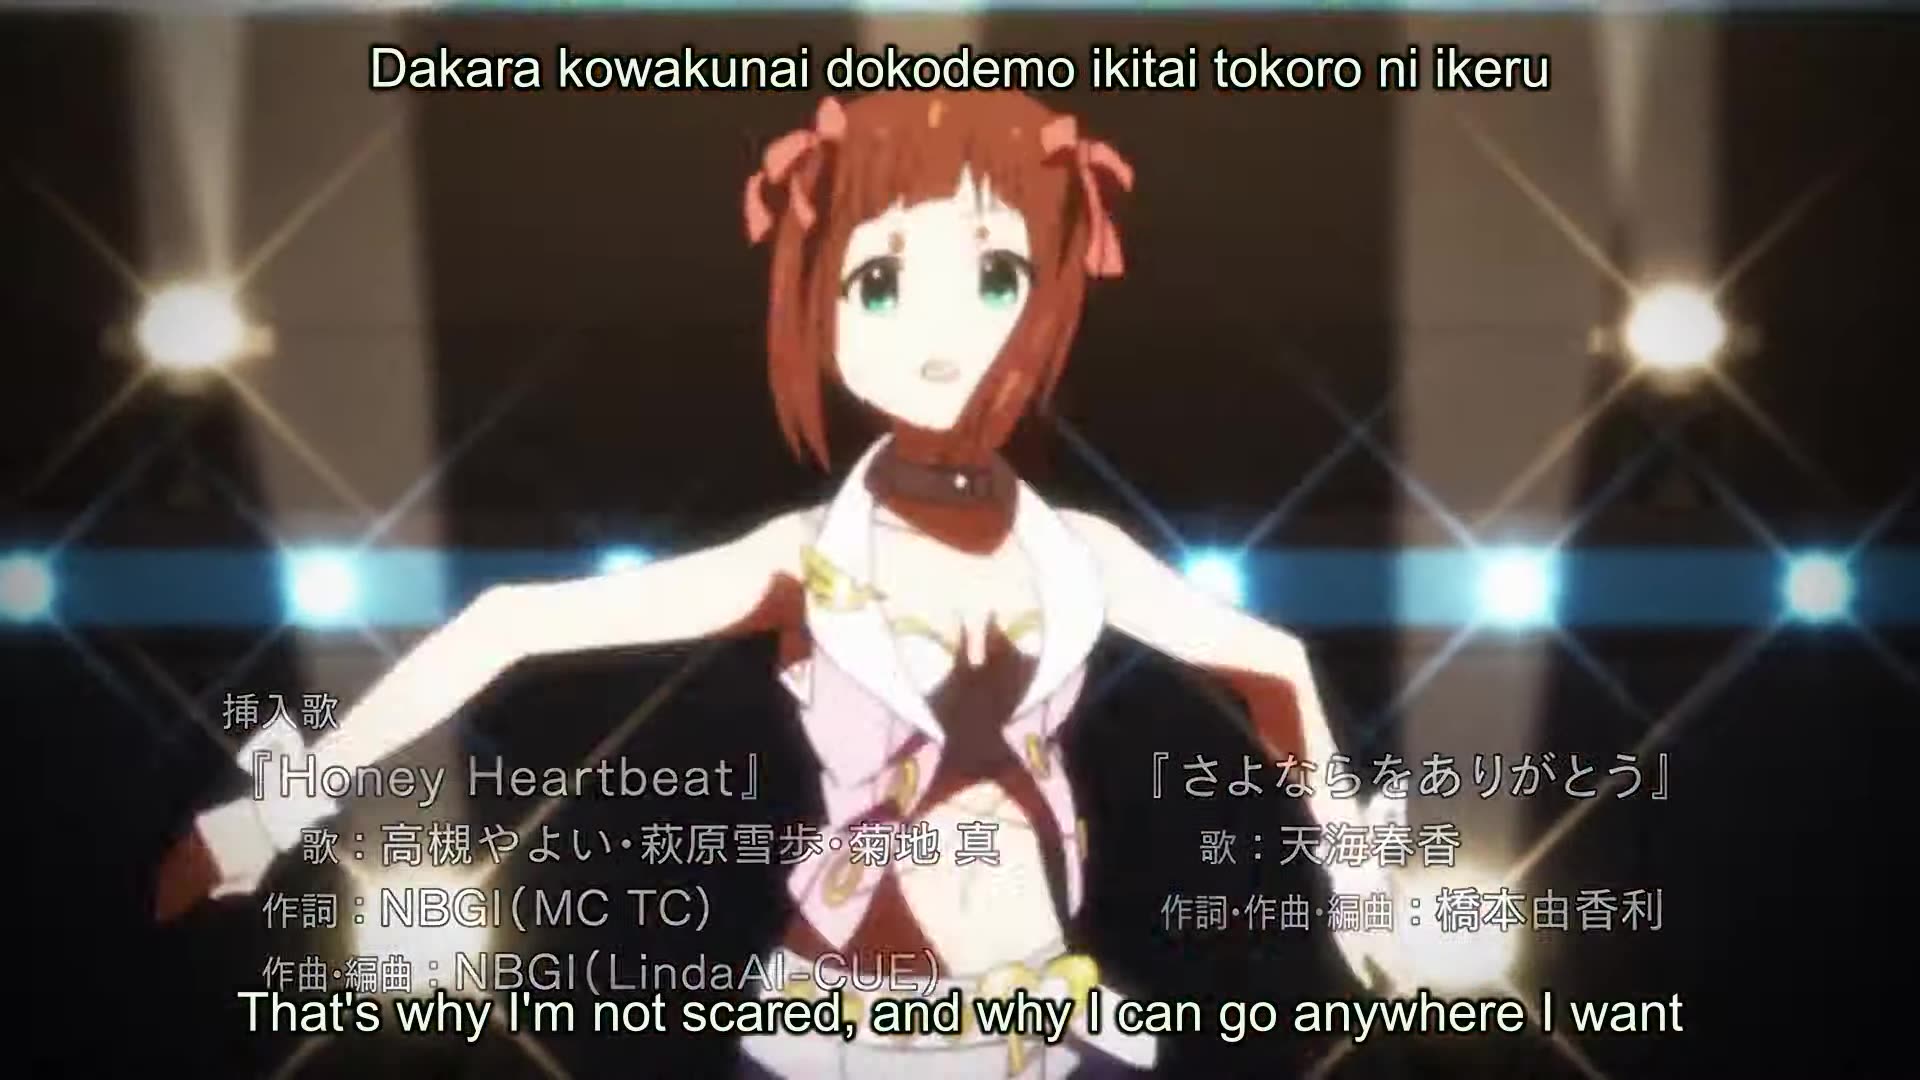 Dakara kowakunai dokodemo ikitai tokoro ni ikeru
挿入歌
『Honey Heartbeat』
歌：高槻やよい・萩原雪歩・菊地 真
作詞：NBGI（MC TC）
作曲・編曲：NBGI（LindaAI-CUE）
『さよならをありがとう』
歌：天海春香
作詞・作曲・編曲：橋本由香利
That's why I'm not scared, and why I can go anywhere I want